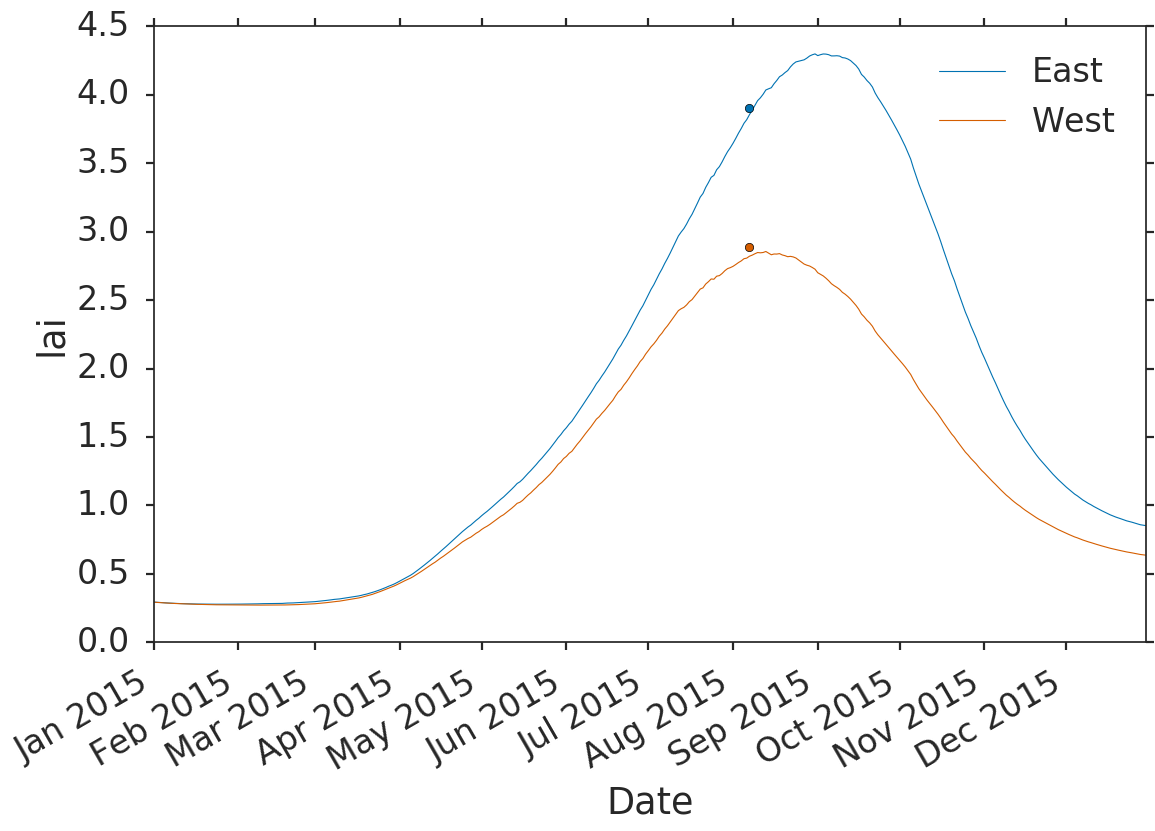 4.5
4.0
3.5
3.0
2.5
2.0
1.5
1.0
0.5
0.0
lai
East
West
Jan 2015
Feb 2015
Mar 2015
Apr 2015
May 2015
Jun 2015
Jul 2015
Aug 2015
Sep 2015
Oct 2015
Nov 2015
Dec 2015
Date